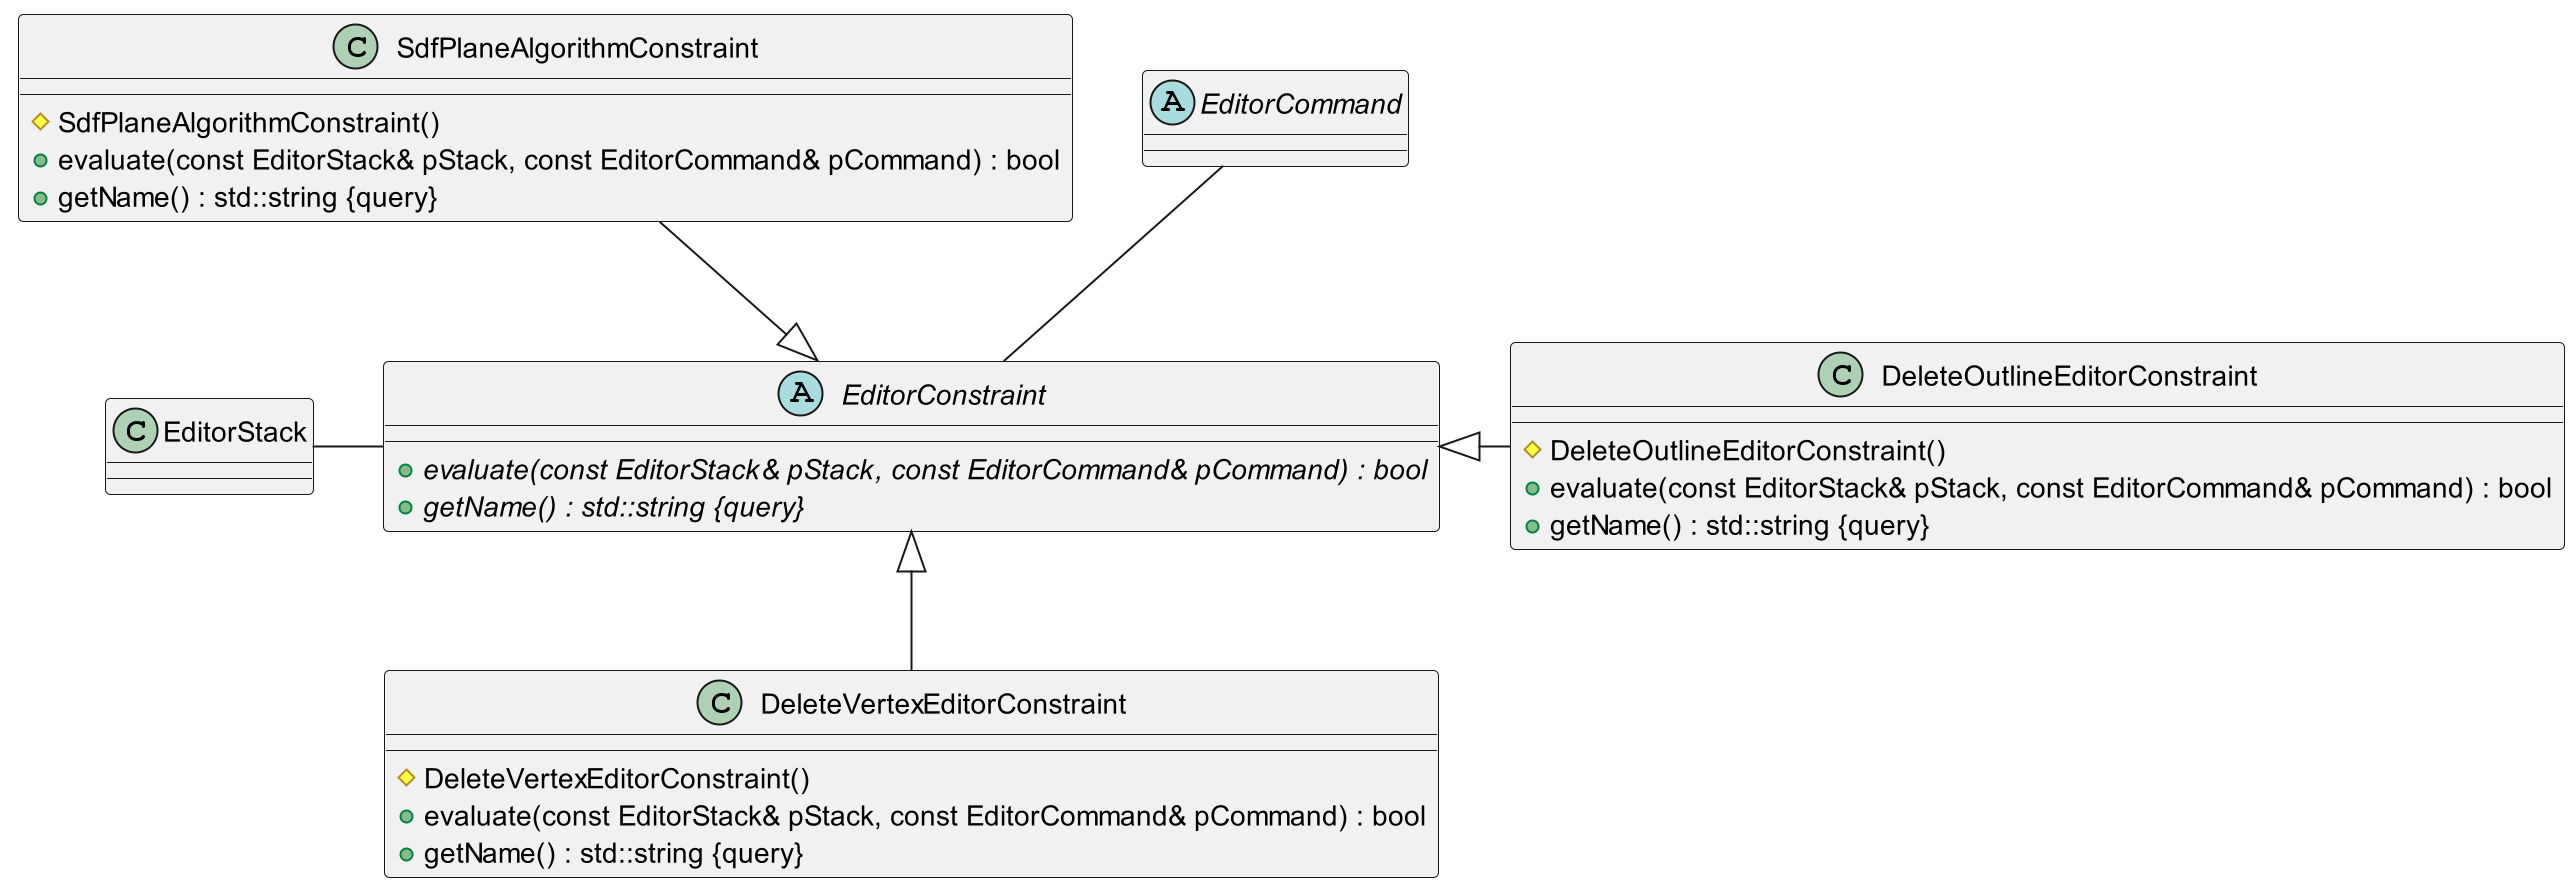 C SdfPlaneAlgorithmConstraint
SdfPlaneAlgorithmConstraint()
evaluate(const EditorStack& pStack, const EditorCommand& pCommand) : bool
getName() : std::string {query}
A EditorCommand
C EditorStack
A EditorConstraint
evaluate(const EditorStack& pStack, const EditorCommand& pCommand) : bool
getName() : std::string {query}
C DeleteOutlineEditorConstraint
DeleteOutlineEditorConstraint()
evaluate(const EditorStack& pStack, const EditorCommand& pCommand) : bool
getName() : std::string {query}
C DeleteVertexEditorConstraint
DeleteVertexEditorConstraint()
evaluate(const EditorStack& pStack, const EditorCommand& pCommand) : bool
getName() : std::string {query}